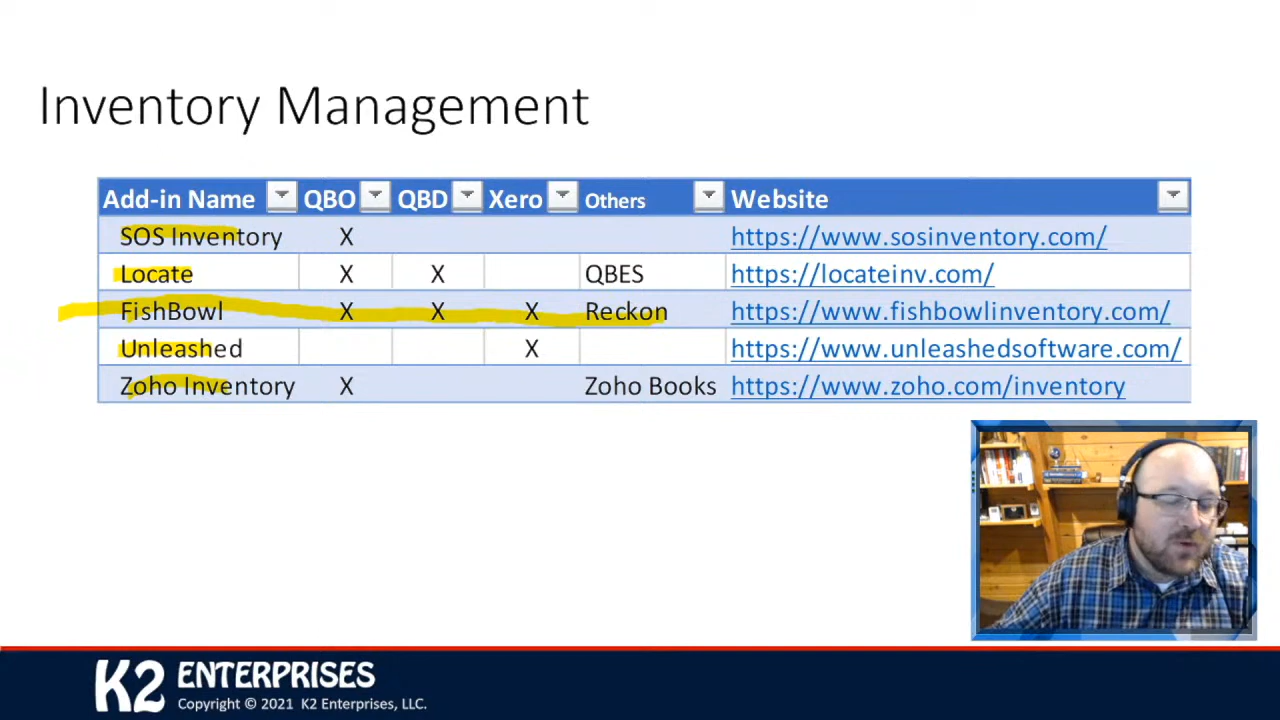 Inventory Management
Add-in Name QBO QBD Xero Others Website
SOS Inventory X https://www.sosinventory.com/
Locate X X QBES https://locateinv.com/
FishBowl X X X Reckon https://www.fishbowlinventory.com/
Unleashed X https://www.unleashedsoftware.com/
Zoho Inventory X Zoho Books https://www.zoho.com/inventory
K2 ENTERPRISES
Copyright © 2021 K2 Enterprises, LLC.